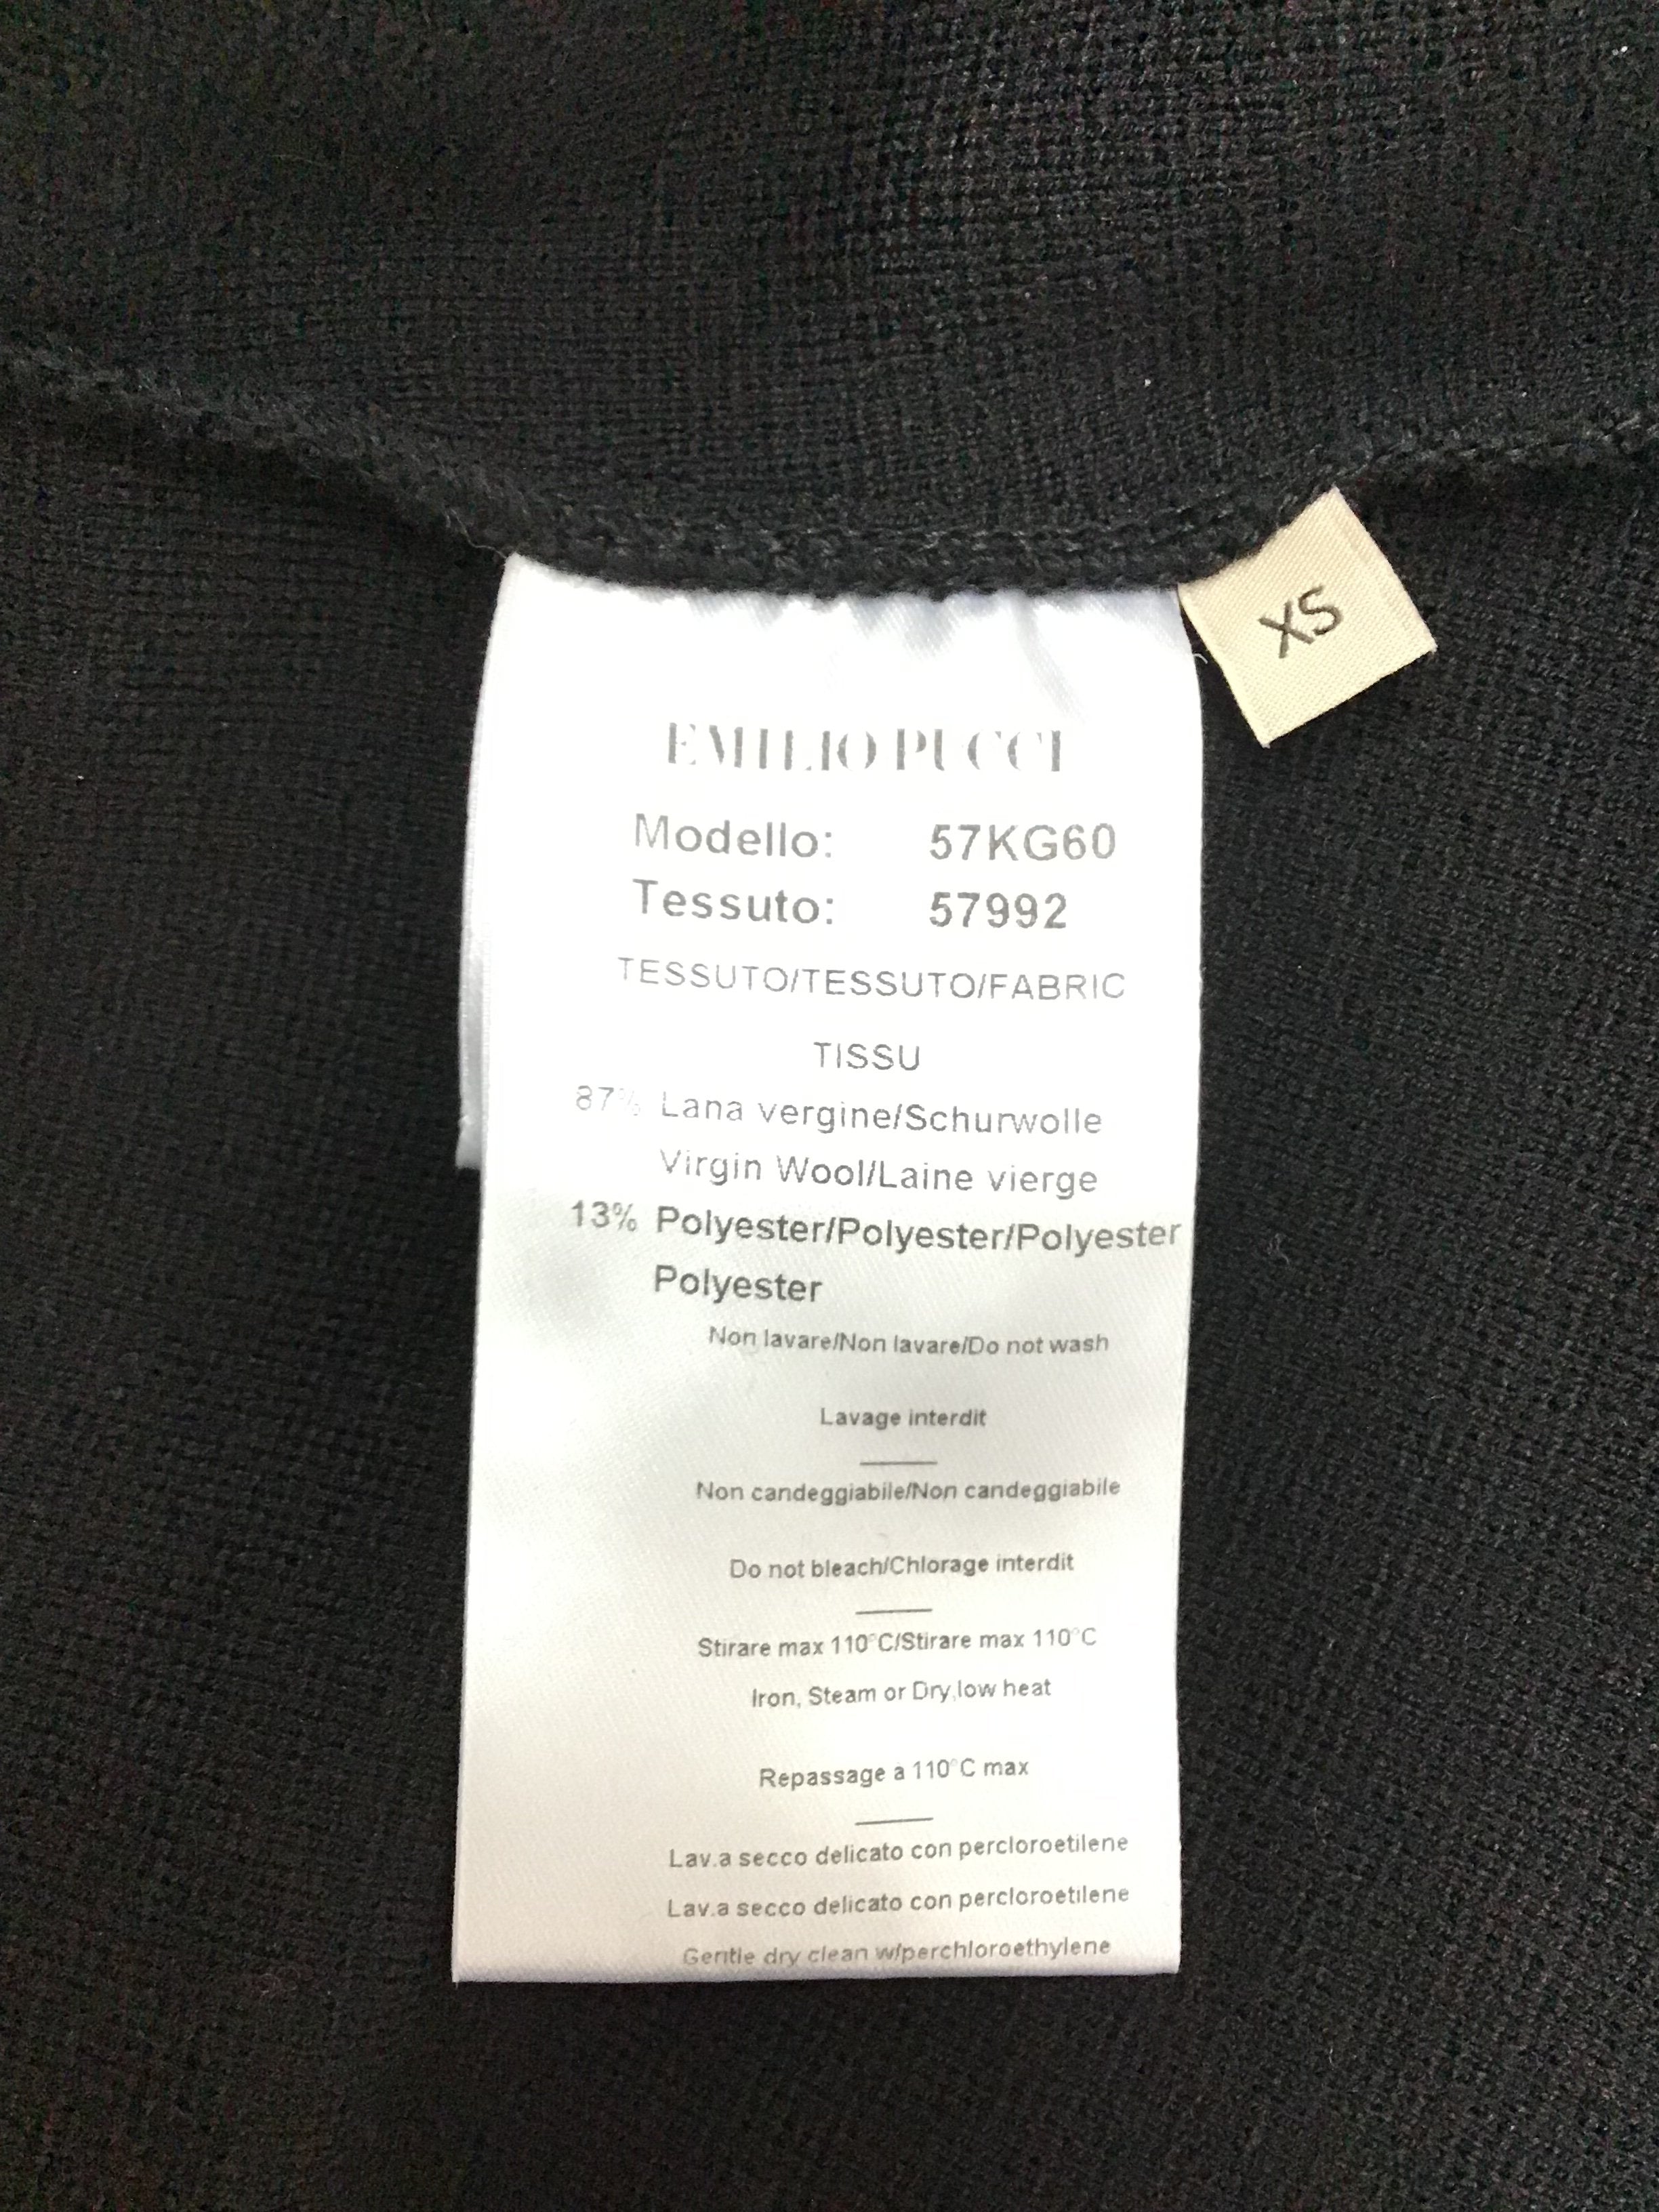 XS
EMILIO PUCCI
Modello: 57KG60
Tessuto: 57992
TESSUTO/TESSUTO/FABRIC
TISSU
87% Lana vergine/Schurwolle
Virgin Wool/Laine vierge
13% Polyester/Polyester/Polyester
Polyester
Non lavare/Non lavare/Do not wash
Lavage interdit
Non candeggiabile/Non candeggiabile
Do not bleach/Chlorage interdit
Stirare max 110°C/Stirare max 110°C
Iron, Steam or Dry,low heat
Repassage à 110°C max
Lav.a secco delicato con percloroetilene
Lav.a secco delicato con percloroetilene
Gentle dry clean w/perchloroethylene